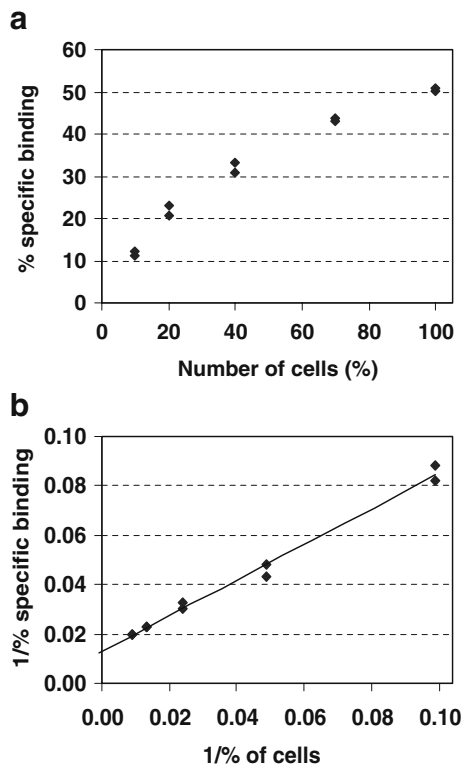 a
60
50
40
30
20
10
0
% specific binding
0 20 40 60 80 100
Number of cells (%)
b
0.10
0.08
0.06
0.04
0.02
0.00
1/% specific binding
0.00 0.02 0.04 0.06 0.08 0.10
1/% of cells